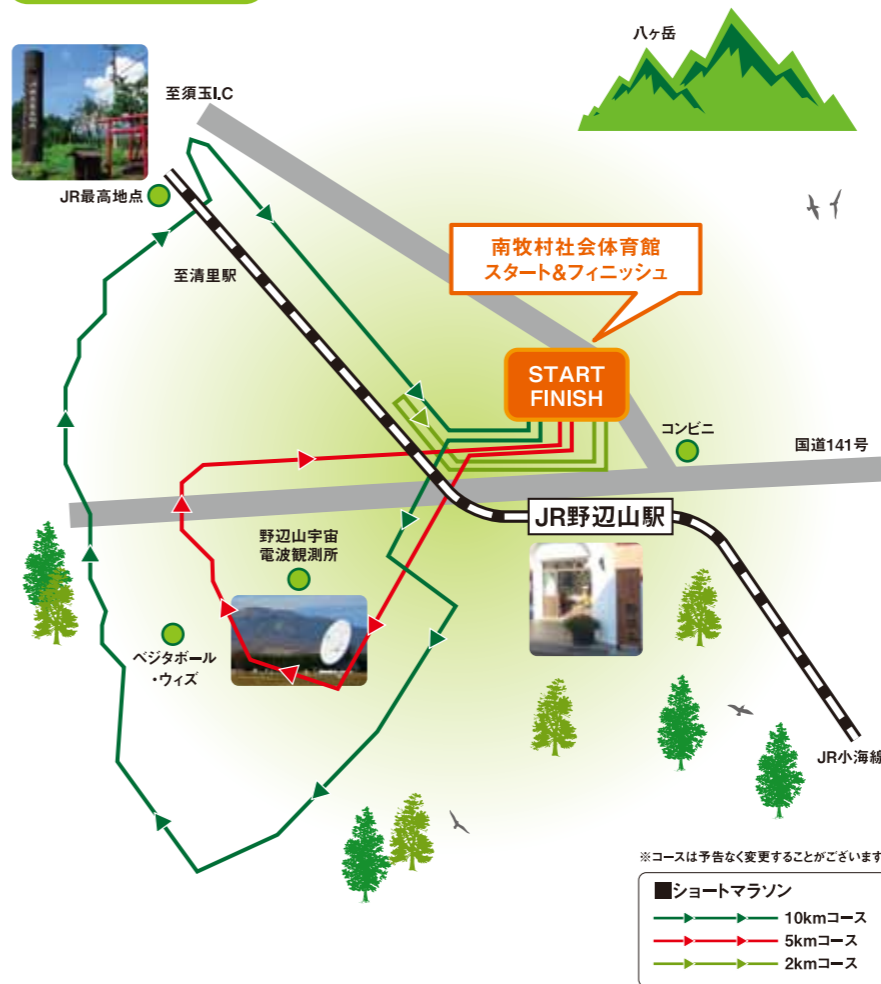 八ヶ岳
至須玉I.C
JR最高地点
至清里駅
南牧村社会体育館
スタート&フィニッシュ
START
FINISH
コンビニ
国道141号
JR野辺山駅
野辺山宇宙
電波観測所
ベジタボール
・ウィズ
JR小海線
※コースは予告なく変更することがございます
■ショートマラソン
10kmコース
5kmコース
2kmコース